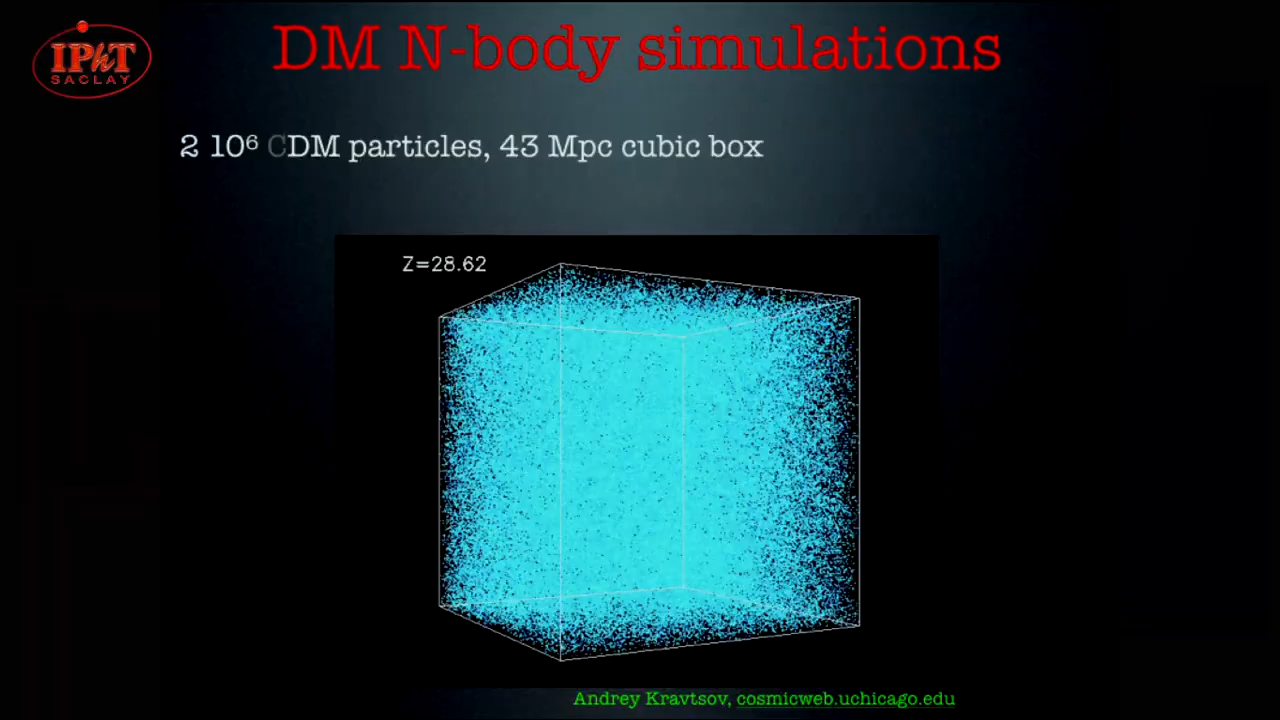 IPhT
SACLAY
DM N-body simulations
2 10⁶ CDM particles, 43 Mpc cubic box
Z=28.62
Andrey Kravtsov, cosmicweb.uchicago.edu